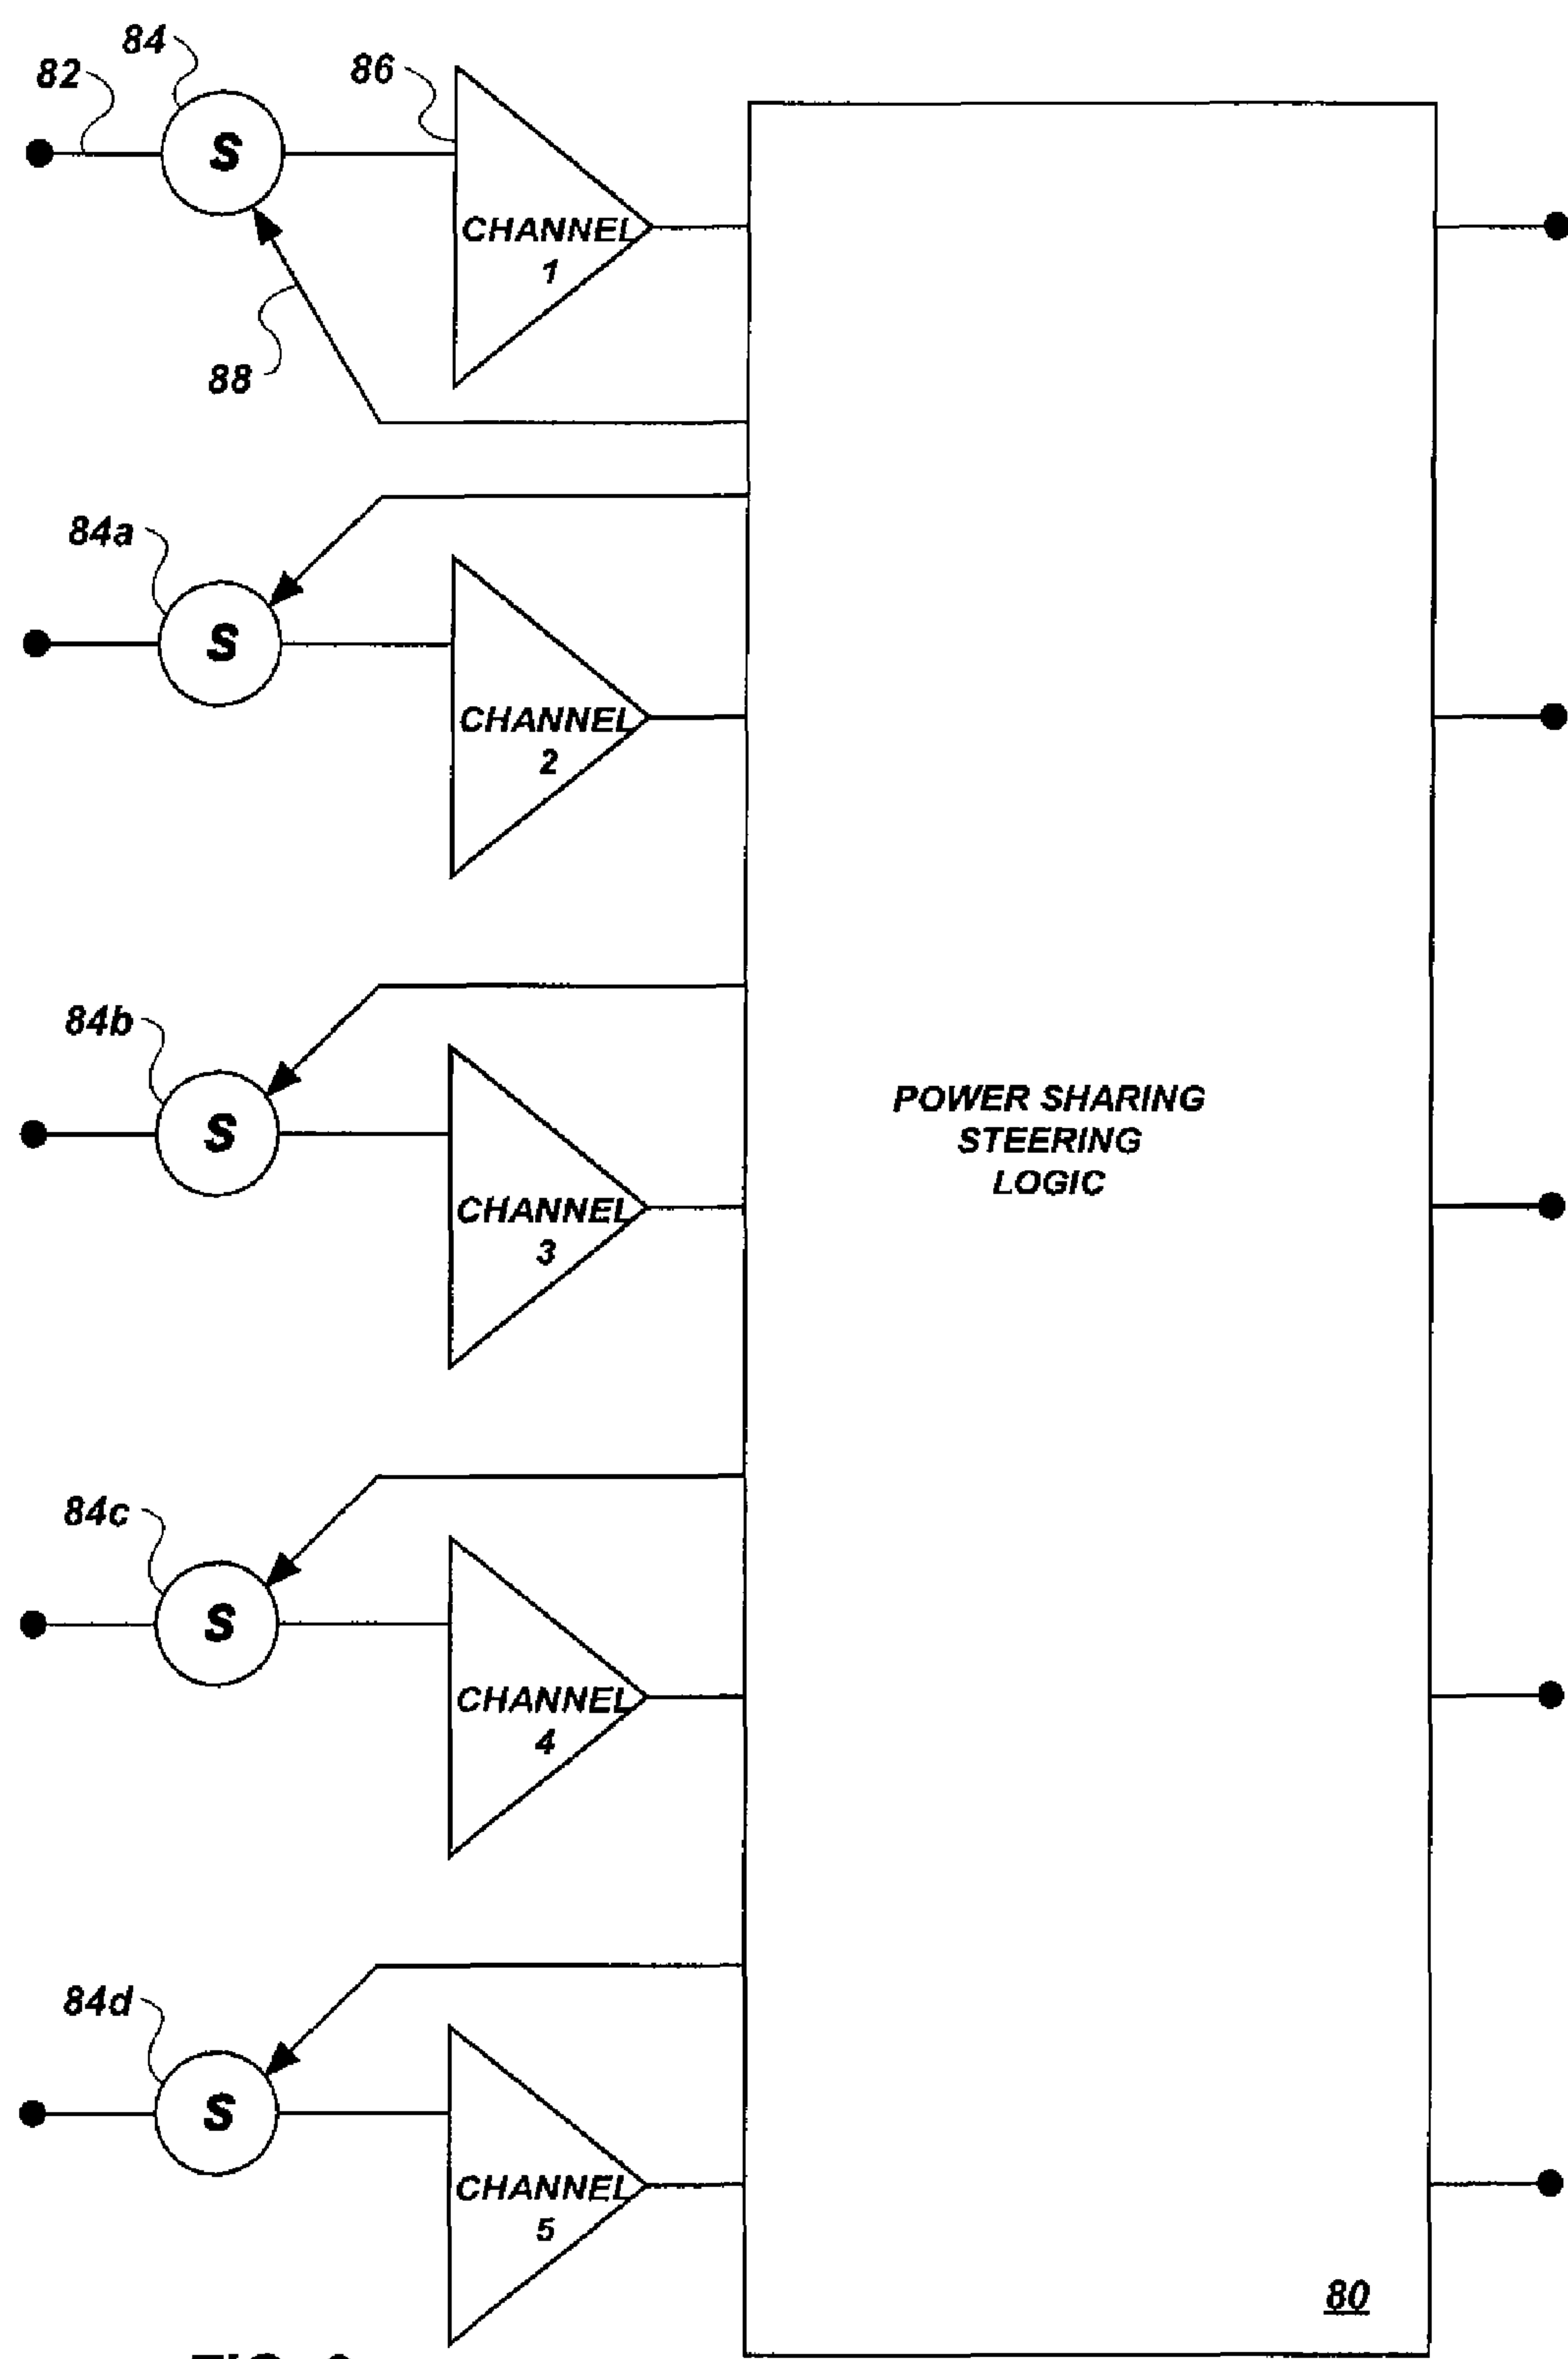 84
82
86
S
CHANNEL
1
88
84a
S
CHANNEL
2
84b
S
CHANNEL
3
POWER SHARING
STEERING
LOGIC
84c
S
CHANNEL
4
84d
S
CHANNEL
5
80